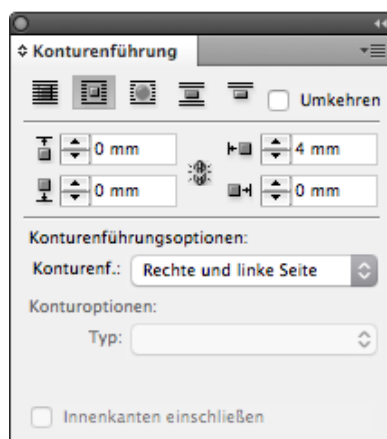 Konturenführung
Umkehren
0 mm 4 mm
0 mm 0 mm
Konturenführungsoptionen:
Konturenf.: Rechte und linke Seite
Konturoptionen:
Typ:
Innenkanten einschließen